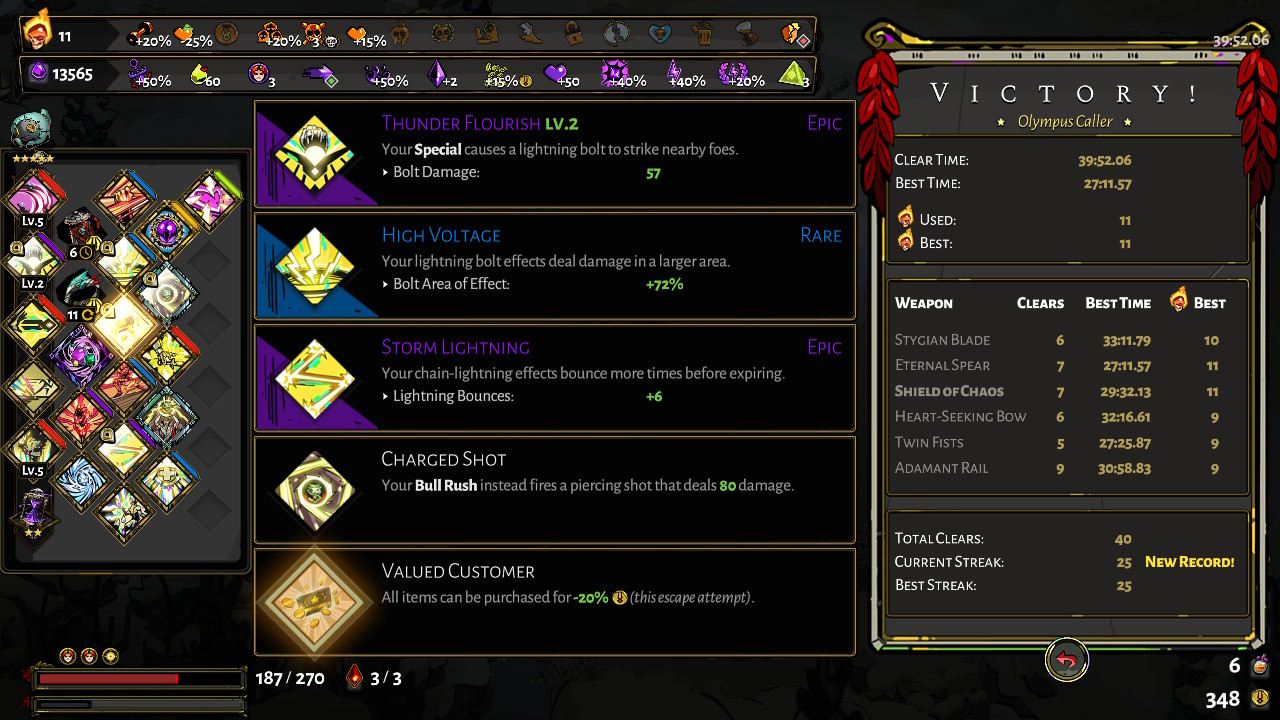 11
+20%
-25%
+20%
3
+15%
13565
+50%
60
3
+50%
+2
+15%
+50
+40%
+40%
+20%
3
Lv.5
6
Lv.2
11
Lv.5
THUNDER FLOURISH LV.2
EPIC
Your Special causes a lightning bolt to strike nearby foes.
Bolt Damage: 57
HIGH VOLTAGE
RARE
Your lightning bolt effects deal damage in a larger area.
Bolt Area of Effect: +72%
STORM LIGHTNING
EPIC
Your chain-lightning effects bounce more times before expiring.
Lightning Bounces: +6
CHARGED SHOT
Your Bull Rush instead fires a piercing shot that deals 80 damage.
VALUED CUSTOMER
All items can be purchased for -20% (this escape attempt).
187 / 270
3 / 3
39:52.06
VICTORY!
Olympus Caller
CLEAR TIME: 39:52.06
BEST TIME: 27:11.57
USED: 11
BEST: 11
WEAPON CLEARS BEST TIME BEST
STYGIAN BLADE 6 33:11.79 10
ETERNAL SPEAR 7 27:11.57 11
SHIELD OF CHAOS 7 29:32.13 11
HEART-SEEKING BOW 6 32:16.61 9
TWIN FISTS 5 27:25.87 9
ADAMANT RAIL 9 30:58.83 9
TOTAL CLEARS: 40
CURRENT STREAK: 25 NEW RECORD!
BEST STREAK: 25
6
348